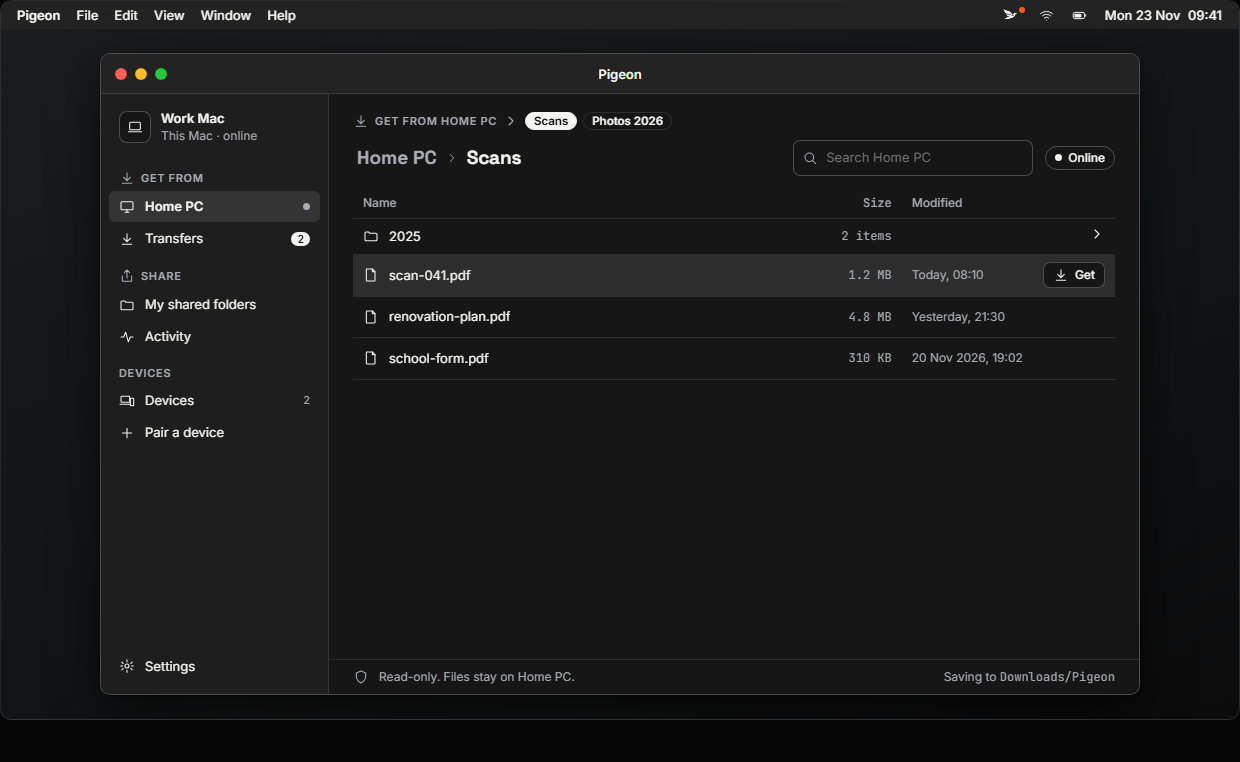 Pigeon File Edit View Window Help Mon 23 Nov 09:41
Pigeon
Work Mac
This Mac · online
GET FROM
Home PC
Transfers 2
SHARE
My shared folders
Activity
DEVICES
Devices 2
Pair a device
Settings
GET FROM HOME PC Scans Photos 2026
Home PC Scans
Search Home PC
Online
Name Size Modified
2025 2 items
scan-041.pdf 1.2 MB Today, 08:10 Get
renovation-plan.pdf 4.8 MB Yesterday, 21:30
school-form.pdf 310 KB 20 Nov 2026, 19:02
Read-only. Files stay on Home PC. Saving to Downloads/Pigeon